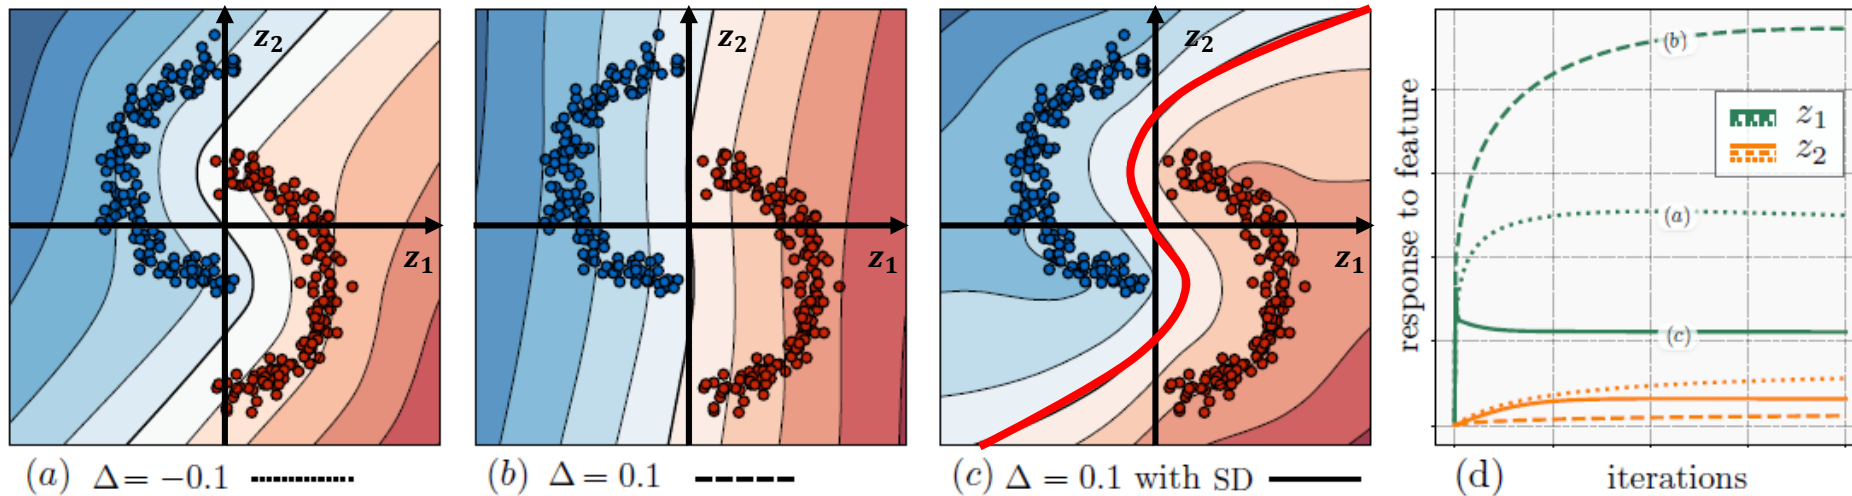 z₂
z₁
z₂
z₁
z₂
z₁
response to feature
(b)
(a)
(c)
z₁
z₂
(a) Δ = −0.1
(b) Δ = 0.1
(c) Δ = 0.1 with SD
(d) iterations